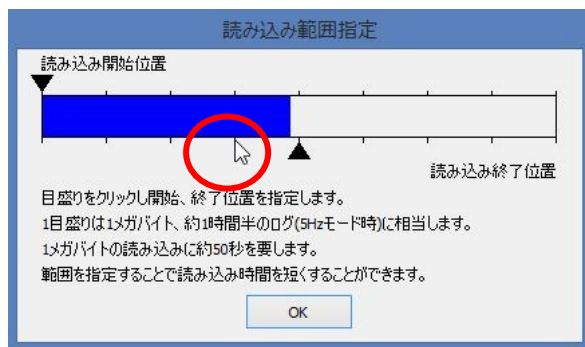 読み込み範囲指定
読み込み開始位置
読み込み終了位置
目盛りをクリックし開始、終了位置を指定します。
1目盛りは1メガバイト、約1時間半のログ(5Hzモード時)に相当します。
1メガバイトの読み込みに約50秒を要します。
範囲を指定することで読み込み時間を短くすることができます。
OK